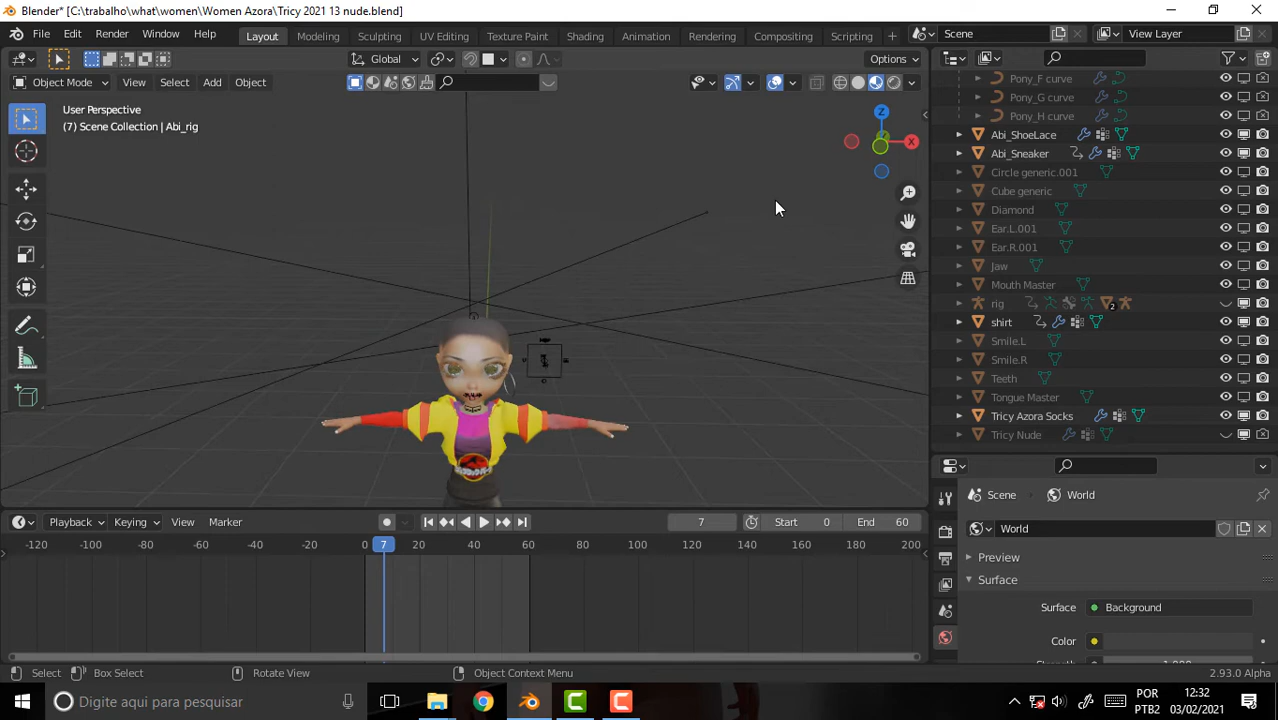 Blender* [C:\trabalho\what\women\Women Azora\Tricy 2021 13 nude.blend]
File Edit Render Window Help Layout Modeling Sculpting UV Editing Texture Paint Shading Animation Rendering Compositing Scripting Scene View Layer
Global Options
Object Mode View Select Add Object
User Perspective
(7) Scene Collection | Abi_rig
Z
X
Pony_F curve
Pony_G curve
Pony_H curve
Abi_ShoeLace
Abi_Sneaker
Circle generic.001
Cube generic
Diamond
Ear.L.001
Ear.R.001
Jaw
Mouth Master
rig 2
shirt
Smile.L
Smile.R
Teeth
Tongue Master
Tricy Azora Socks
Tricy Nude
Scene World
World
Preview
Surface
Surface Background
Color
Strength 1.000
Playback Keying View Marker 7 Start 0 End 60
-120 -100 -80 -60 -40 -20 0 7 20 40 60 80 100 120 140 160 180 200
Select Box Select Rotate View Object Context Menu 2.93.0 Alpha
Digite aqui para pesquisar
POR
PTB2
12:32
03/02/2021